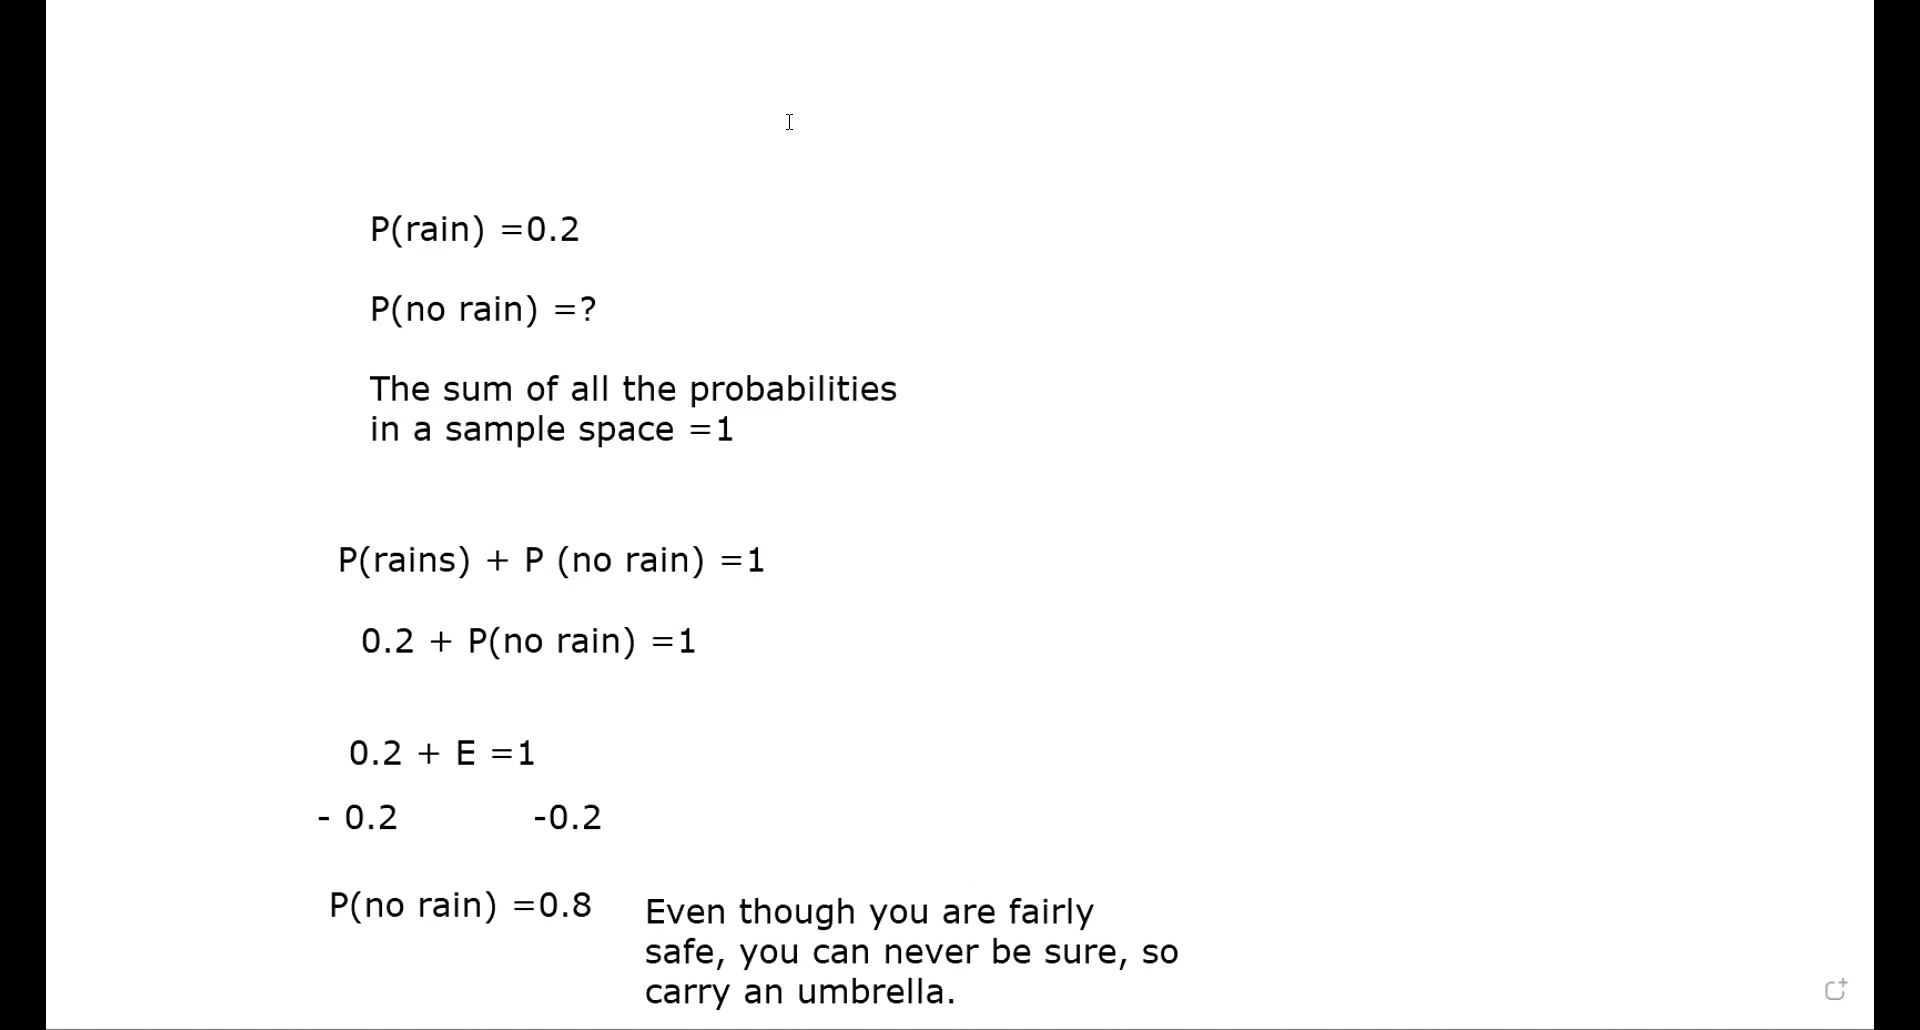 P(rain) =0.2
P(no rain) =?
The sum of all the probabilities
in a sample space =1
P(rains) + P (no rain) =1
0.2 + P(no rain) =1
0.2 + E =1
- 0.2 -0.2
P(no rain) =0.8
Even though you are fairly
safe, you can never be sure, so
carry an umbrella.